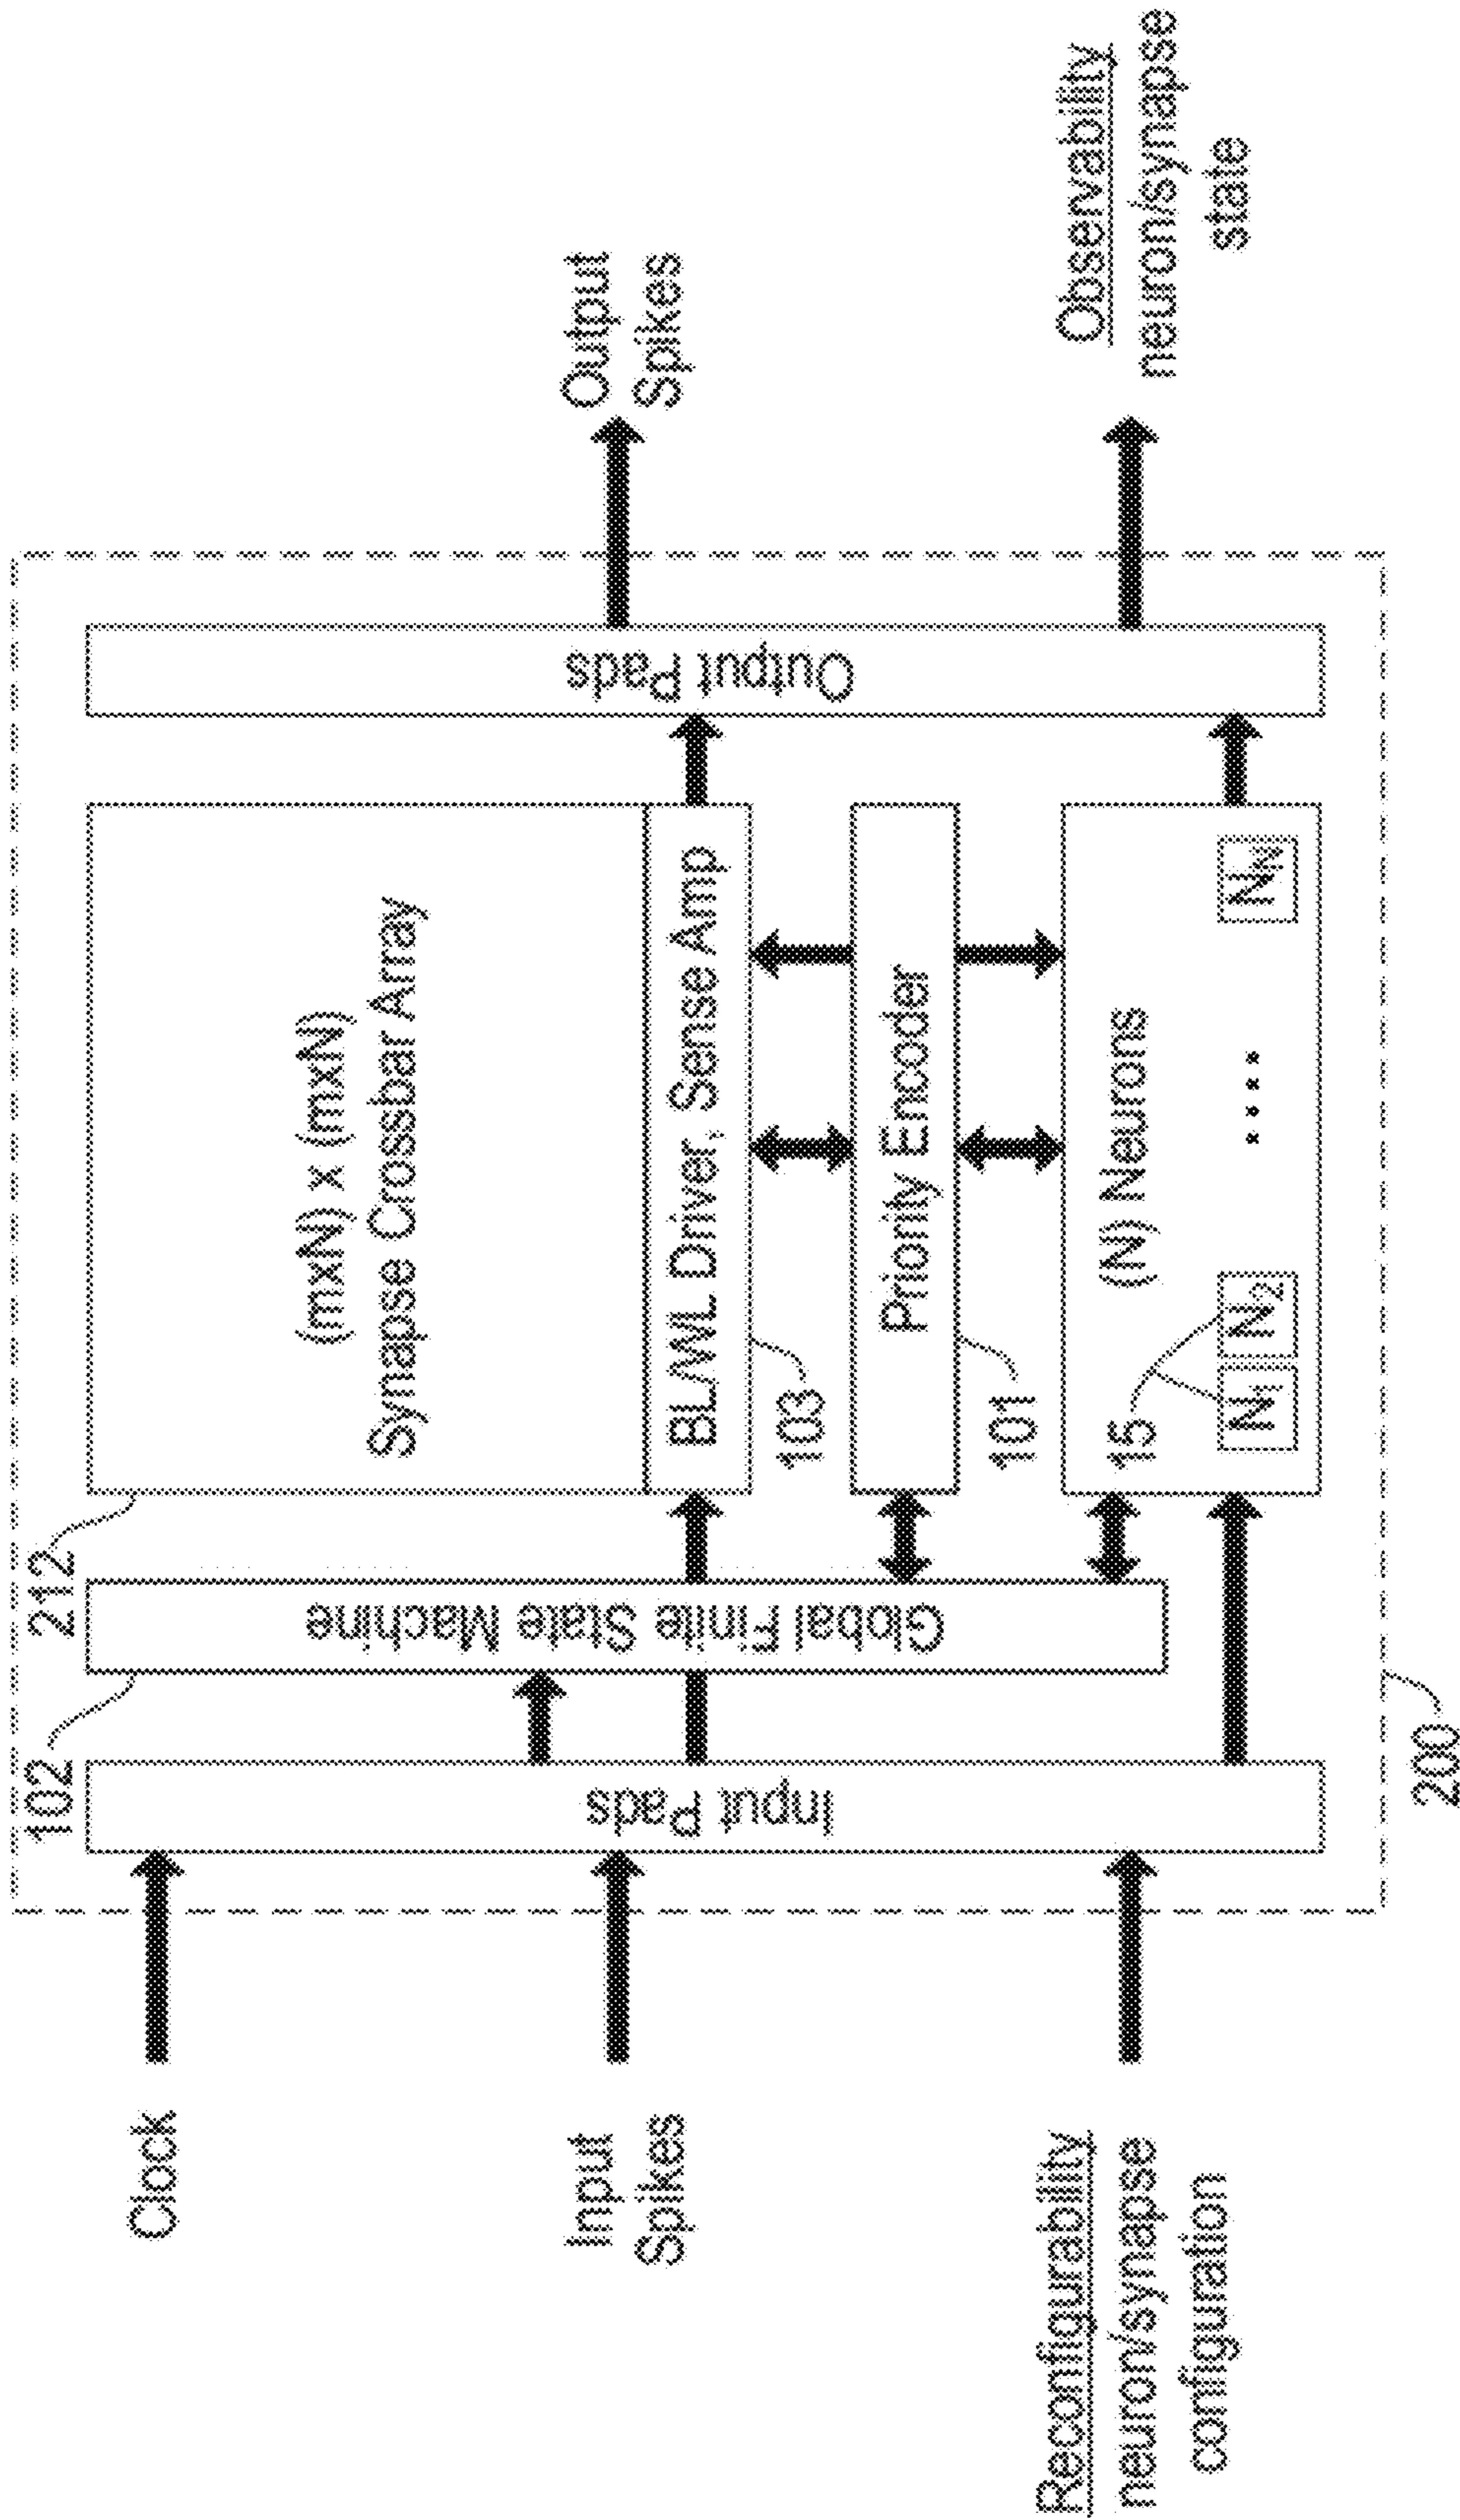 Clock
Input
Spikes
Reconfigurability
neuron/synapse
configuration
102
212
Input Pads
Global Finite State Machine
(mxN) x (mxN)
Synapse Crossbar Array
BL/WL Driver, Sense Amp
103
Priority Encoder
101
(N) Neurons
15
N1
N2
NN
Output Pads
200
Output
Spikes
Observability
neuron/synapse
state